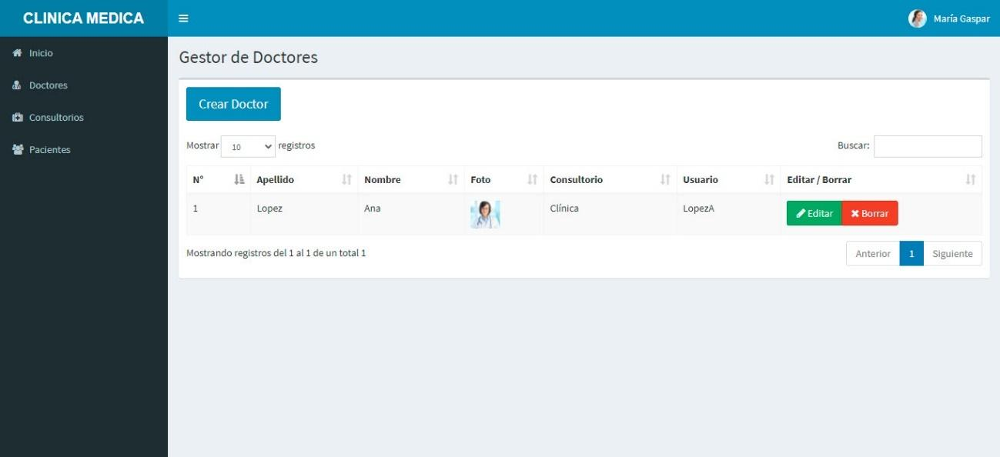 CLINICA MEDICA
María Gaspar
Inicio
Doctores
Consultorios
Pacientes
Gestor de Doctores
Crear Doctor
Mostrar 10 registros
Buscar:
N° Apellido Nombre Foto Consultorio Usuario Editar / Borrar
1 Lopez Ana Clínica LopezA Editar Borrar
Mostrando registros del 1 al 1 de un total 1
Anterior 1 Siguiente